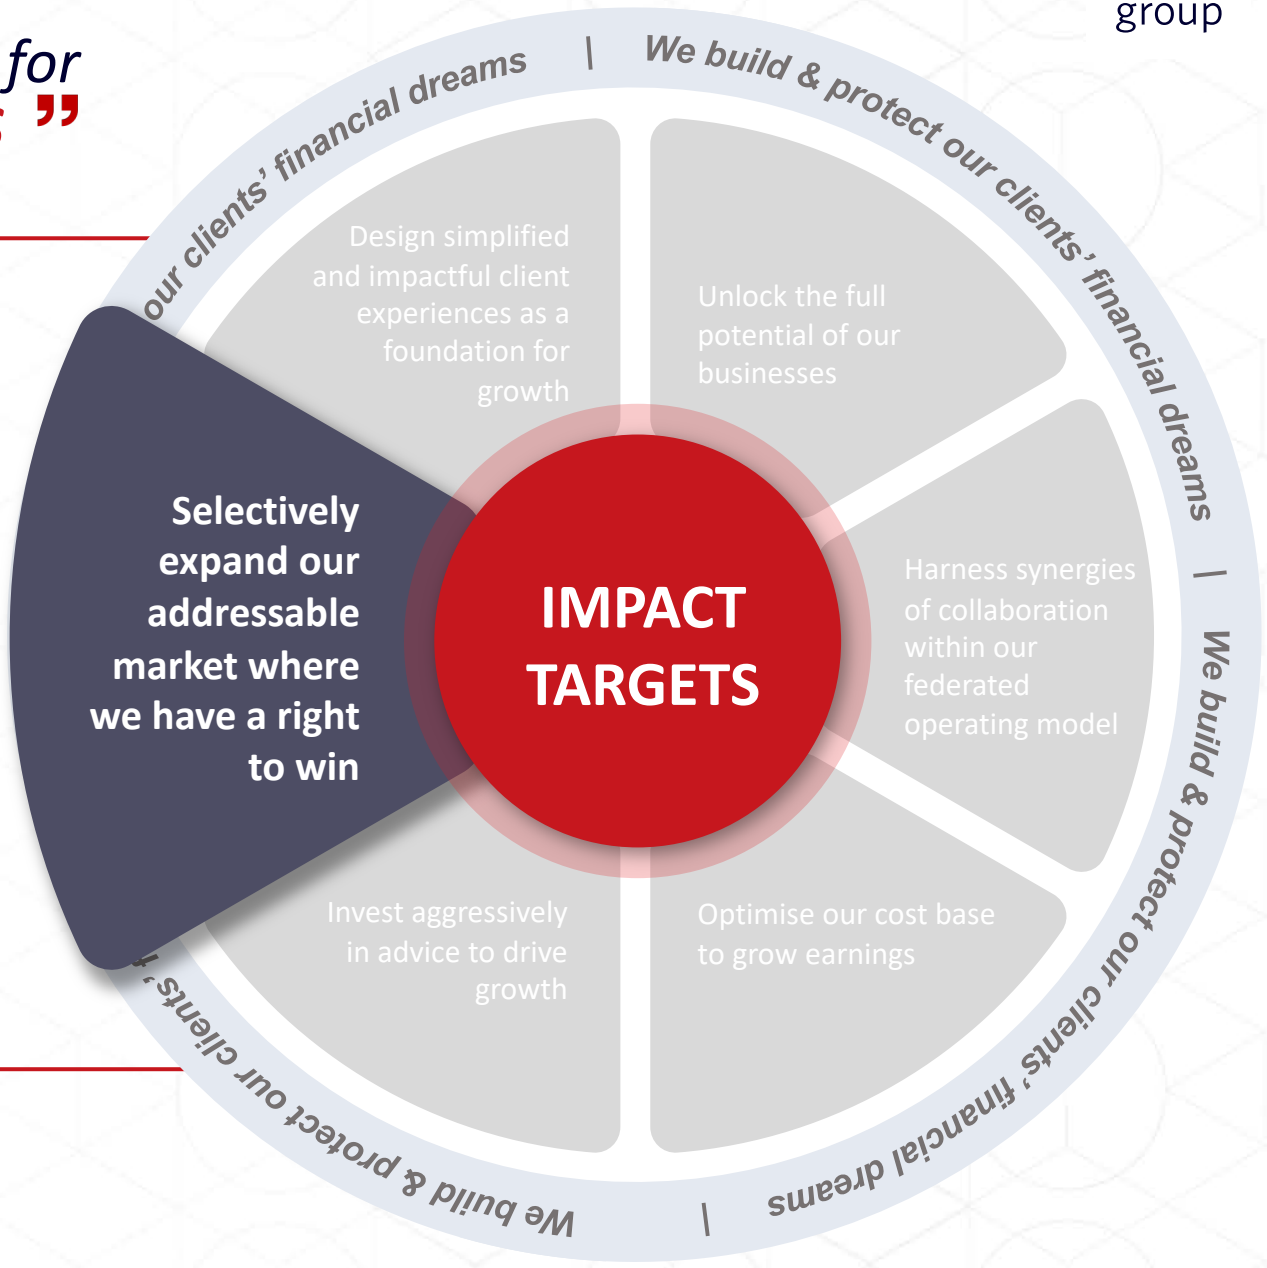 group
for
”
our clients’ financial dreams | We build & protect our clients’ financial dreams | We build & protect our clients’ financial dreams | We build & protect our clients’
Design simplified
and impactful client
experiences as a
foundation for
growth
Unlock the full
potential of our
businesses
Selectively
expand our
addressable
market where
we have a right
to win
IMPACT
TARGETS
Harness synergies
of collaboration
within our
federated
operating model
Invest aggressively
in advice to drive
growth
Optimise our cost base
to grow earnings